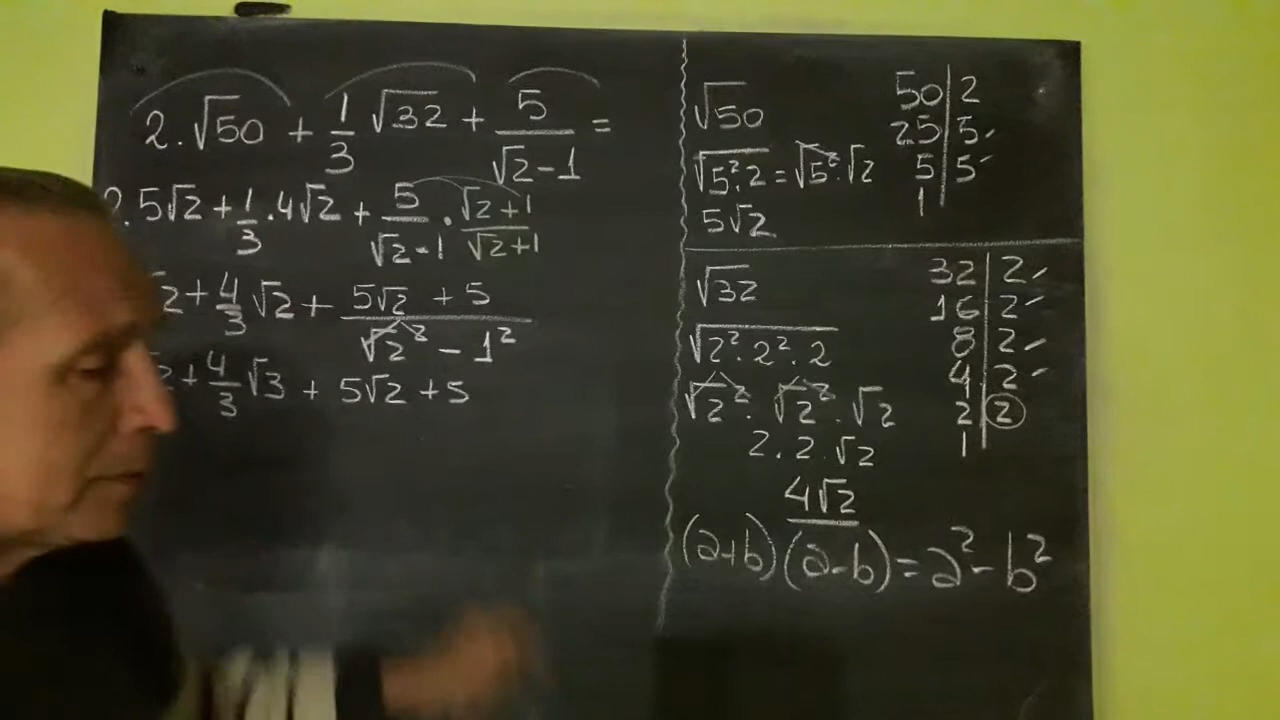 2.√50 + 1/3 √32 + 5/(√2-1) =
.5√2 + 1/3 .4√2 + 5/(√2-1) . (√2+1)/(√2+1)
√2 + 4/3 √2 + (5√2 + 5)/(√2² - 1²)
2 + 4/3 √3 + 5√2 + 5
√50
√5².2 = √5² . √2
5√2
50|2
25|5
5|5
1
√32
√2².2².2
√2² . √2² . √2
2.2.√2
4√2
32|2
16|2
8|2
4|2
2|2
1
(a+b)(a-b)=a²-b²